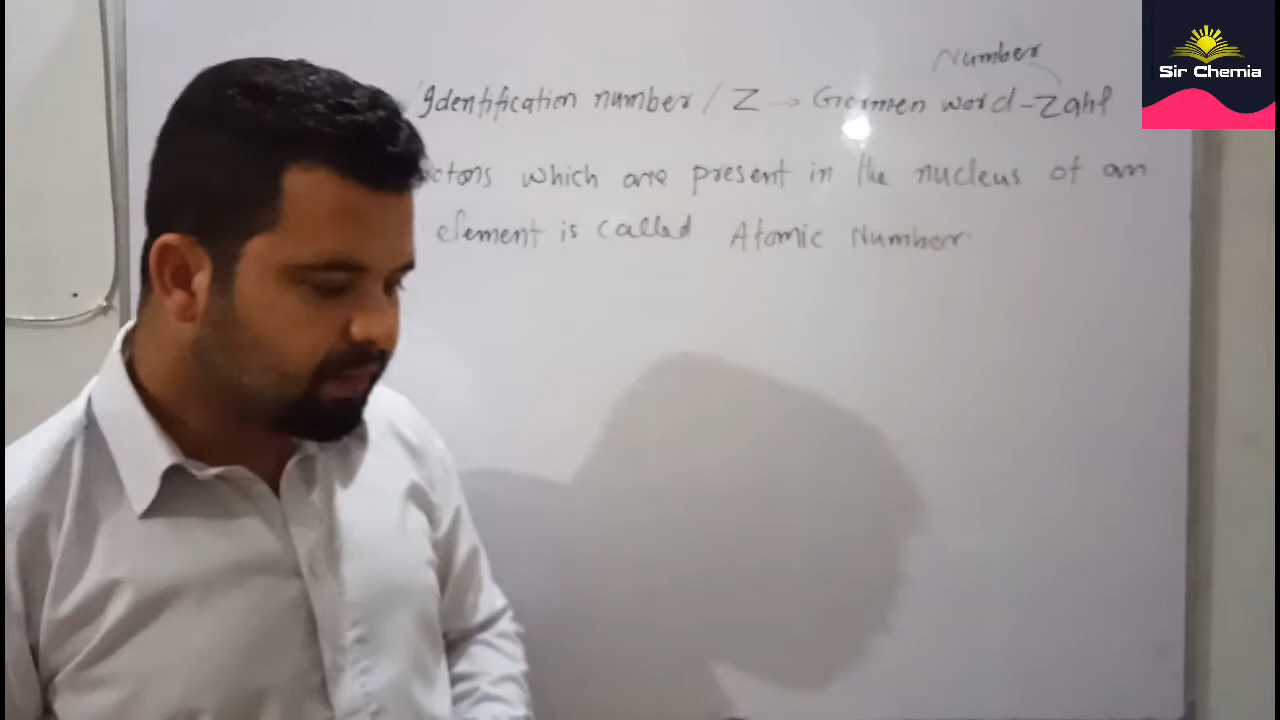 Number
Identification number / Z → Germen word - Zahl
which are present in the nucleus of an
element is called Atomic Number.
Sir Chemia